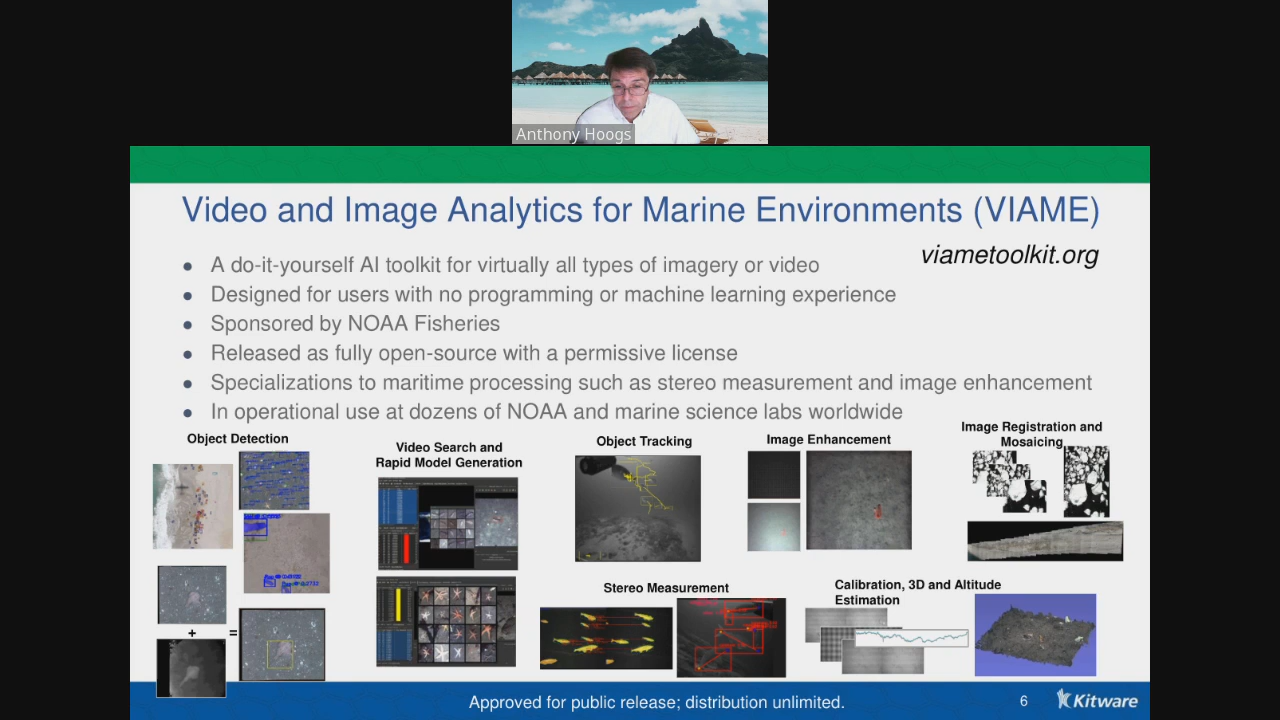 Anthony Hoogs
Video and Image Analytics for Marine Environments (VIAME)
viametoolkit.org
● A do-it-yourself AI toolkit for virtually all types of imagery or video
● Designed for users with no programming or machine learning experience
● Sponsored by NOAA Fisheries
● Released as fully open-source with a permissive license
● Specializations to maritime processing such as stereo measurement and image enhancement
● In operational use at dozens of NOAA and marine science labs worldwide
Object Detection
Video Search and
Rapid Model Generation
Object Tracking
Image Enhancement
Image Registration and
Mosaicing
Stereo Measurement
Calibration, 3D and Altitude
Estimation
+ =
Approved for public release; distribution unlimited.
6
Kitware